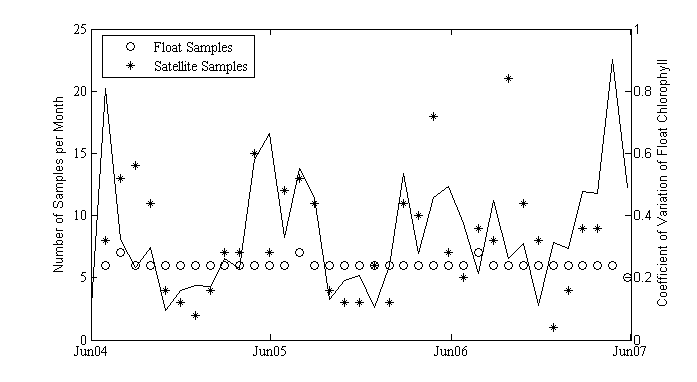 25
1
Float Samples
Satellite Samples
20
0.8
15
0.6
10
0.4
5
0.2
0
0
Number of Samples per Month
Coefficient of Variation of Float Chlorophyll
Jun04
Jun05
Jun06
Jun07